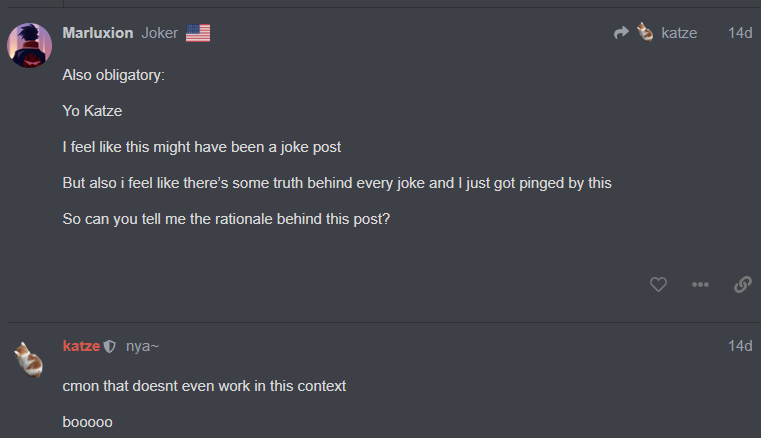 Marluxion Joker katze 14d
Also obligatory:
Yo Katze
I feel like this might have been a joke post
But also i feel like there's some truth behind every joke and I just got pinged by this
So can you tell me the rationale behind this post?
katze nya~ 14d
cmon that doesnt even work in this context
booooo